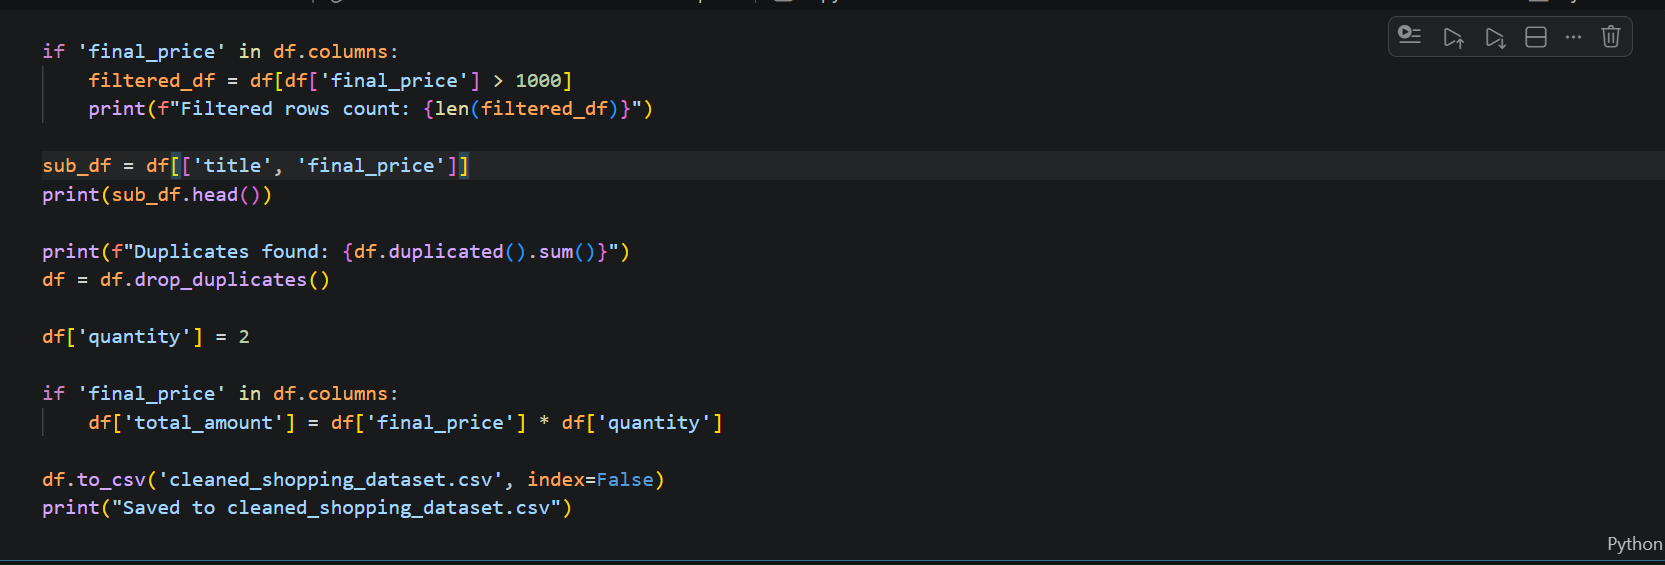 if 'final_price' in df.columns:
    filtered_df = df[df['final_price'] > 1000]
    print(f"Filtered rows count: {len(filtered_df)}")
sub_df = df[['title', 'final_price']]
print(sub_df.head())
print(f"Duplicates found: {df.duplicated().sum()}")
df = df.drop_duplicates()
df['quantity'] = 2
if 'final_price' in df.columns:
    df['total_amount'] = df['final_price'] * df['quantity']
df.to_csv('cleaned_shopping_dataset.csv', index=False)
print("Saved to cleaned_shopping_dataset.csv")
Python